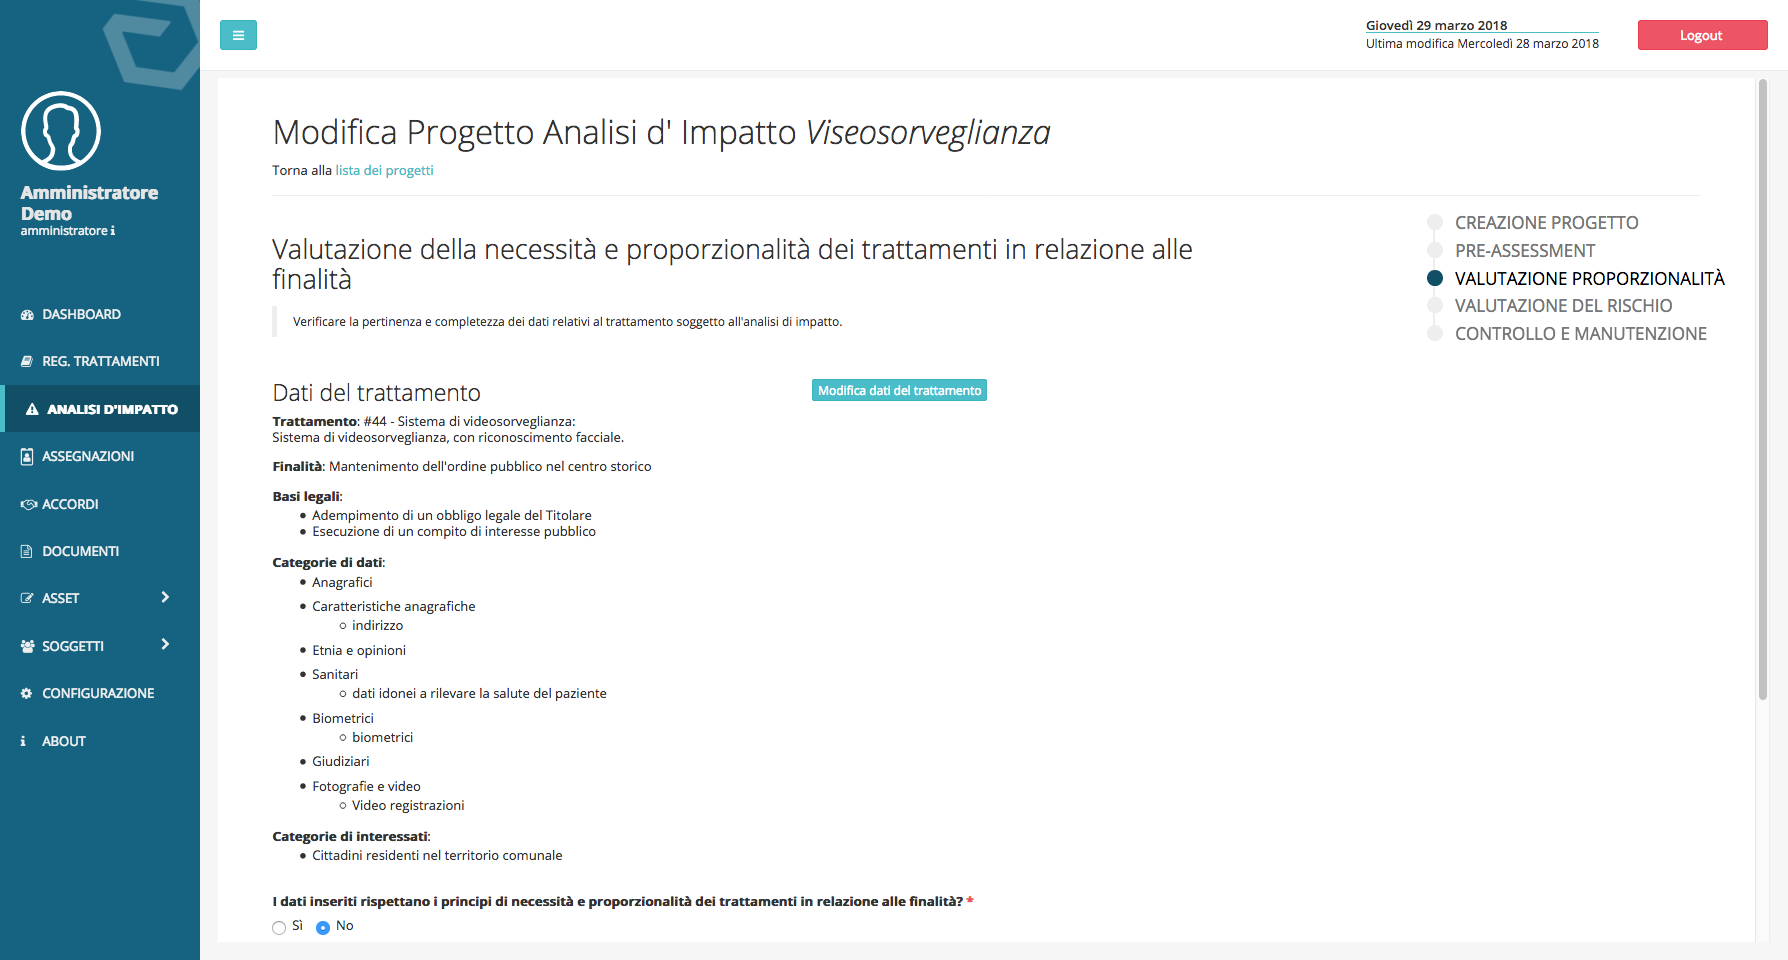 Giovedì 29 marzo 2018
Ultima modifica Mercoledì 28 marzo 2018
Logout
Amministratore
Demo
amministratore i
DASHBOARD
REG. TRATTAMENTI
ANALISI D'IMPATTO
ASSEGNAZIONI
ACCORDI
DOCUMENTI
ASSET
SOGGETTI
CONFIGURAZIONE
ABOUT
Modifica Progetto Analisi d' Impatto Viseosorveglianza
Torna alla lista dei progetti
CREAZIONE PROGETTO
PRE-ASSESSMENT
VALUTAZIONE PROPORZIONALITÀ
VALUTAZIONE DEL RISCHIO
CONTROLLO E MANUTENZIONE
Valutazione della necessità e proporzionalità dei trattamenti in relazione alle
finalità
Verificare la pertinenza e completezza dei dati relativi al trattamento soggetto all'analisi di impatto.
Dati del trattamento
Modifica dati del trattamento
Trattamento: #44 - Sistema di videosorveglianza:
Sistema di videosorveglianza, con riconoscimento facciale.
Finalità: Mantenimento dell'ordine pubblico nel centro storico
Basi legali:
Adempimento di un obbligo legale del Titolare
Esecuzione di un compito di interesse pubblico
Categorie di dati:
Anagrafici
Caratteristiche anagrafiche
indirizzo
Etnia e opinioni
Sanitari
dati idonei a rilevare la salute del paziente
Biometrici
biometrici
Giudiziari
Fotografie e video
Video registrazioni
Categorie di interessati:
Cittadini residenti nel territorio comunale
I dati inseriti rispettano i principi di necessità e proporzionalità dei trattamenti in relazione alle finalità? *
Sì No